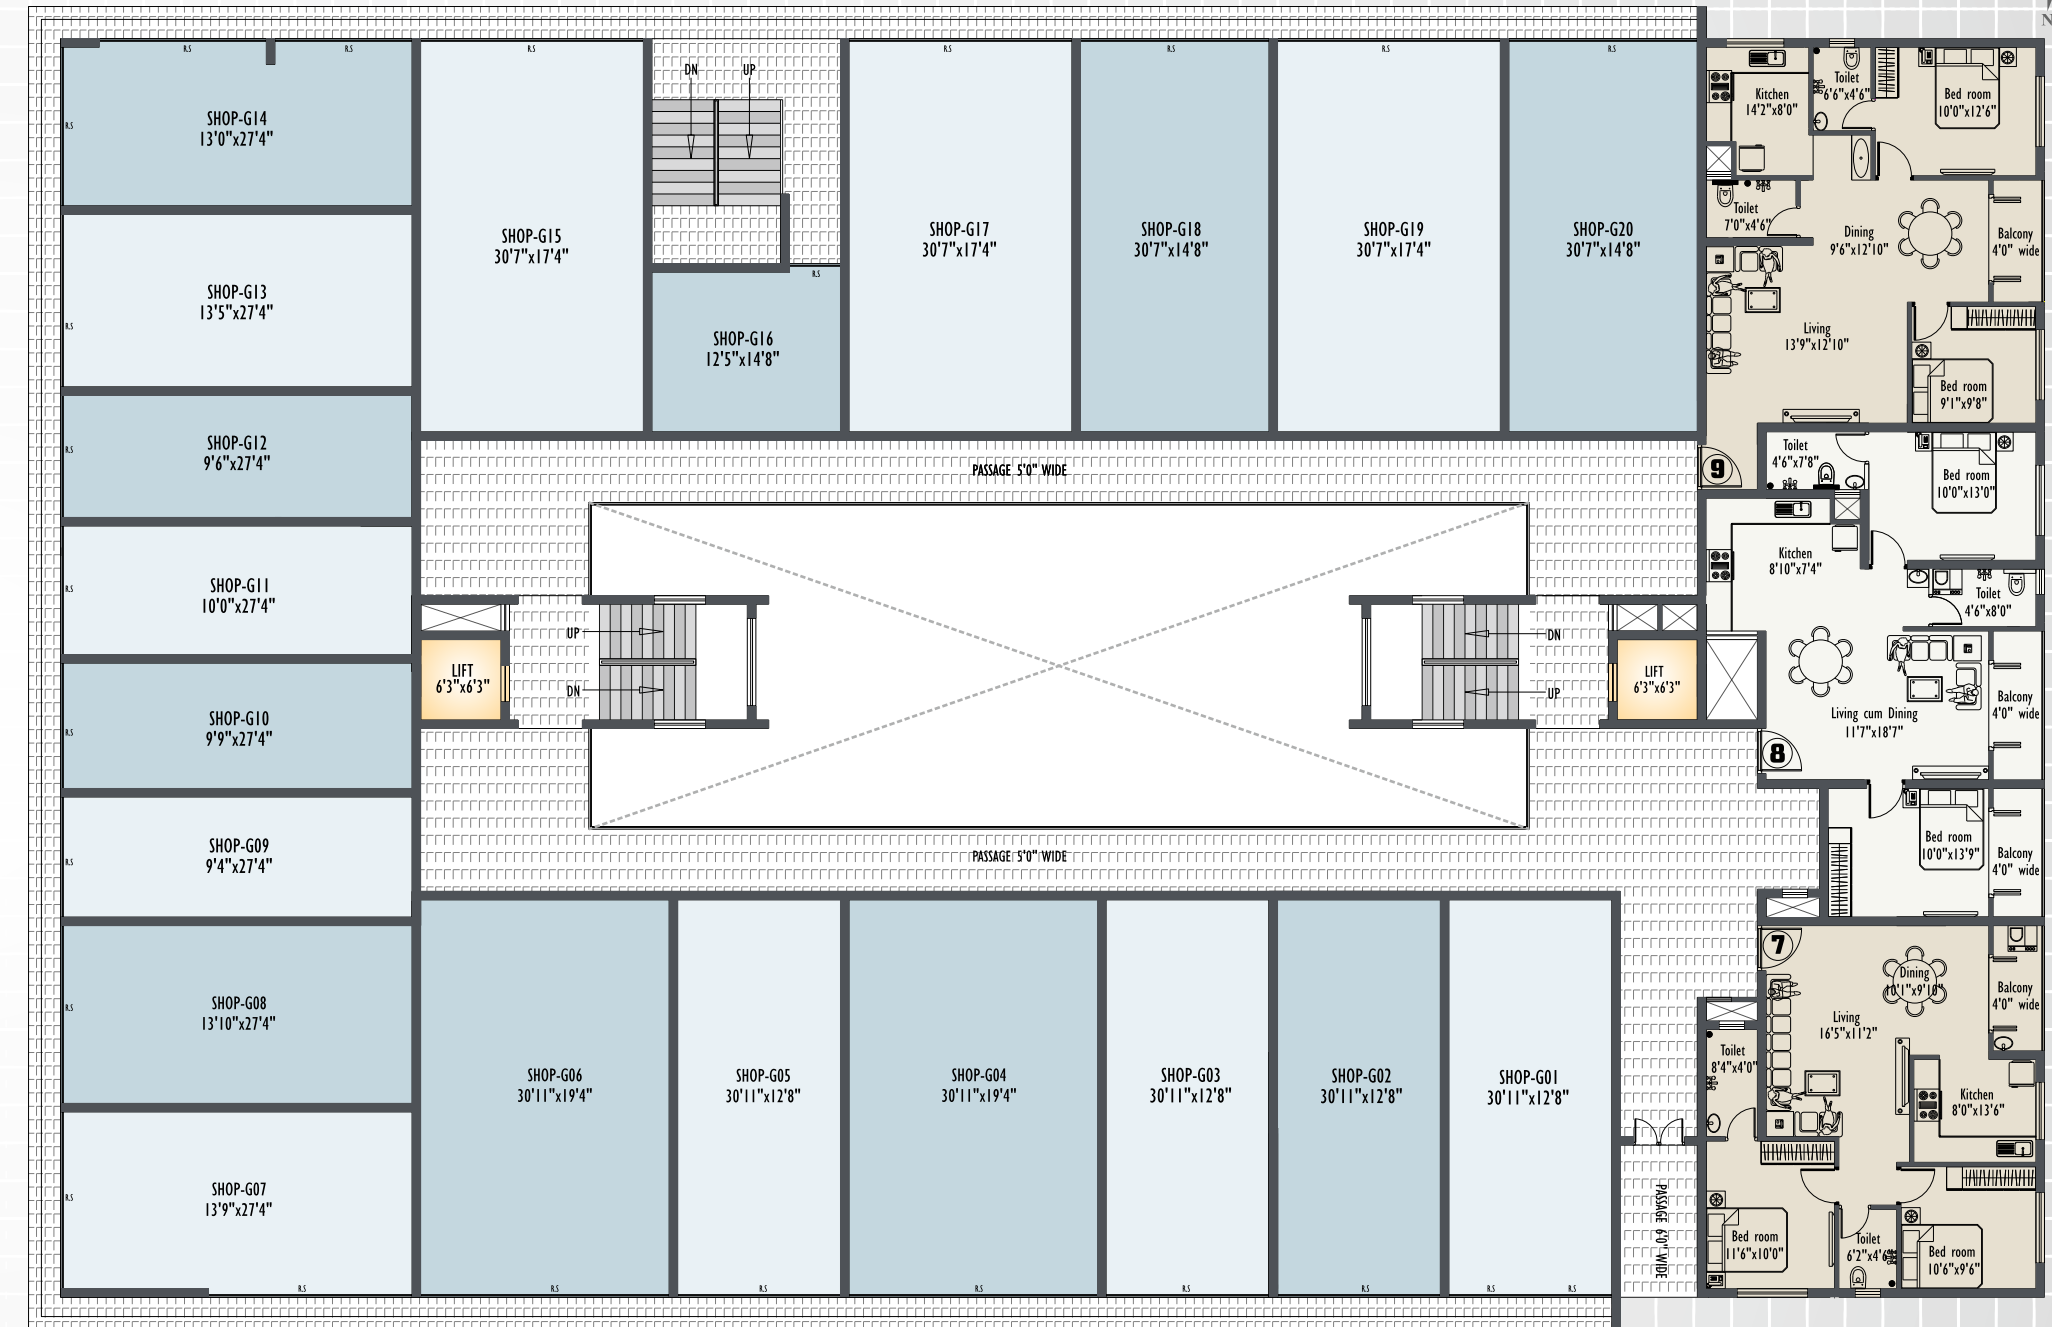 N
R.S
R.S
R.S
R.S
R.S
R.S
R.S
DN
UP
SHOP-G14
13'0"x27'4"
R.S
SHOP-G15
30'7"x17'4"
SHOP-G17
30'7"x17'4"
SHOP-G18
30'7"x14'8"
SHOP-G19
30'7"x17'4"
SHOP-G20
30'7"x14'8"
R.S
SHOP-G16
12'5"x14'8"
SHOP-G13
13'5"x27'4"
R.S
SHOP-G12
9'6"x27'4"
R.S
SHOP-G11
10'0"x27'4"
R.S
SHOP-G10
9'9"x27'4"
R.S
SHOP-G09
9'4"x27'4"
R.S
SHOP-G08
13'10"x27'4"
R.S
SHOP-G07
13'9"x27'4"
R.S
R.S
PASSAGE 5'0" WIDE
UP
DN
LIFT
6'3"x6'3"
DN
UP
LIFT
6'3"x6'3"
PASSAGE 5'0" WIDE
SHOP-G06
30'11"x19'4"
SHOP-G05
30'11"x12'8"
SHOP-G04
30'11"x19'4"
SHOP-G03
30'11"x12'8"
SHOP-G02
30'11"x12'8"
SHOP-G01
30'11"x12'8"
R.S
R.S
R.S
R.S
R.S
R.S
R.S
PASSAGE 6'0" WIDE
Kitchen
14'2"x8'0"
Toilet
6'6"x4'6"
Bed room
10'0"x12'6"
Toilet
7'0"x4'6"
Dining
9'6"x12'10"
Balcony
4'0" wide
Living
13'9"x12'10"
Bed room
9'1"x9'8"
9
Toilet
4'6"x7'8"
Bed room
10'0"x13'0"
Kitchen
8'10"x7'4"
Toilet
4'6"x8'0"
Living cum Dining
11'7"x18'7"
Balcony
4'0" wide
8
Bed room
10'0"x13'9"
Balcony
4'0" wide
7
Dining
10'1"x9'10"
Balcony
4'0" wide
Living
16'5"x11'2"
Toilet
8'4"x4'0"
Kitchen
8'0"x13'6"
Bed room
11'6"x10'0"
Toilet
6'2"x4'6"
Bed room
10'6"x9'6"